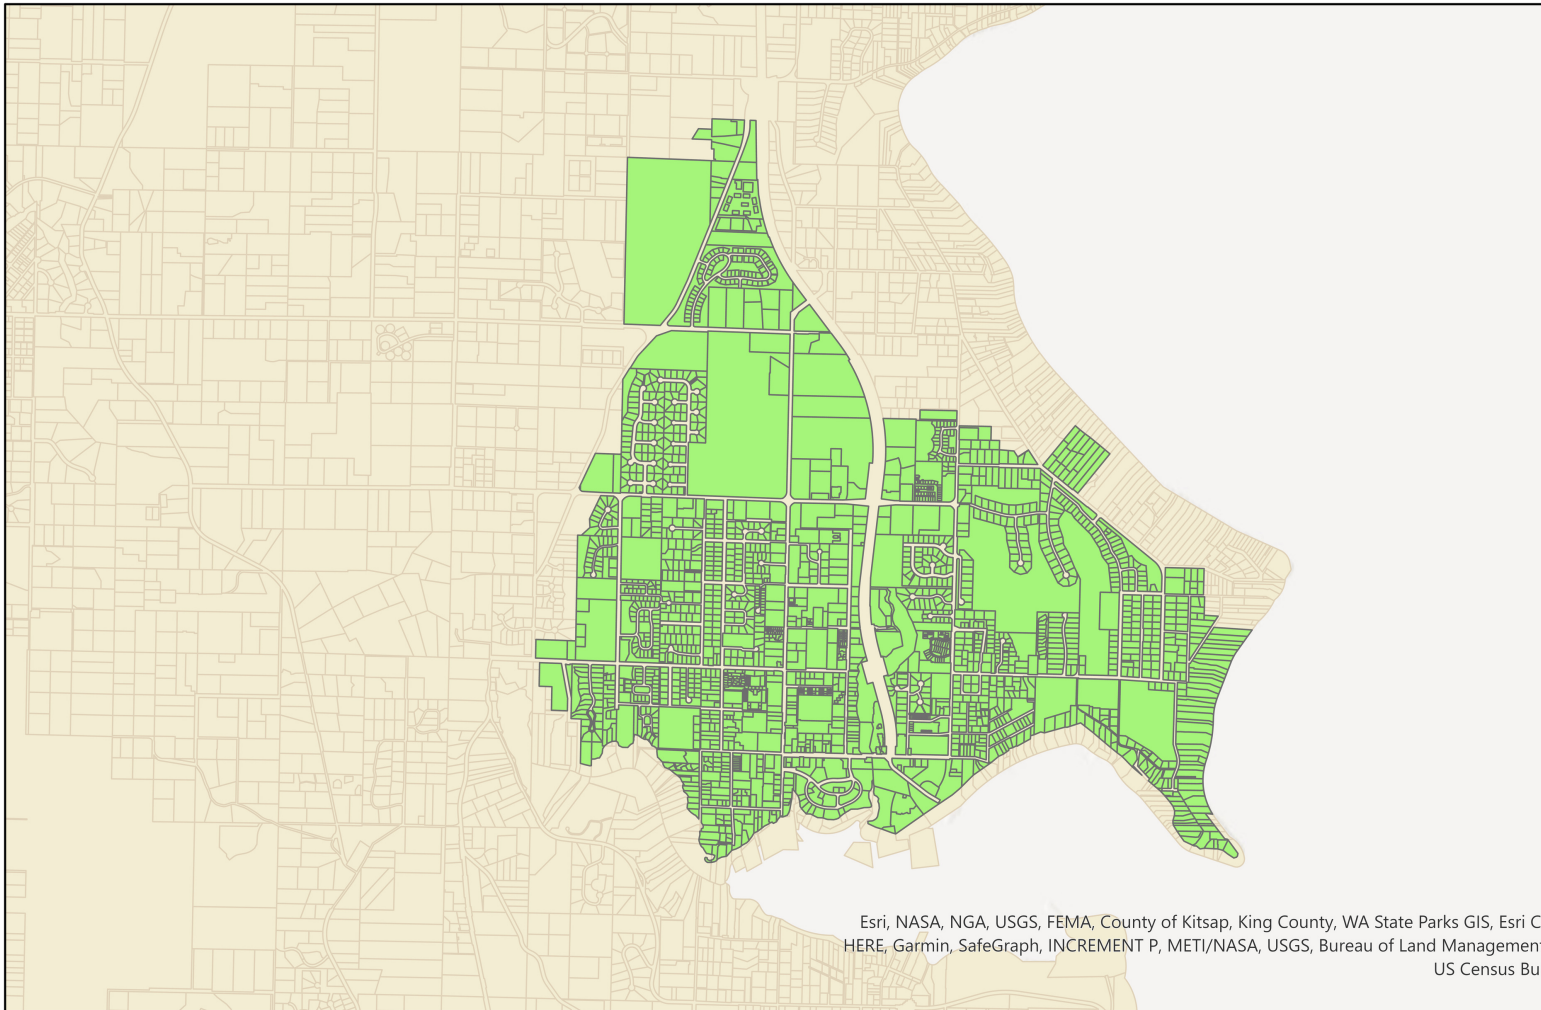 Esri, NASA, NGA, USGS, FEMA, County of Kitsap, King County, WA State Parks GIS, Esri C
HERE, Garmin, SafeGraph, INCREMENT P, METI/NASA, USGS, Bureau of Land Management
US Census Bu